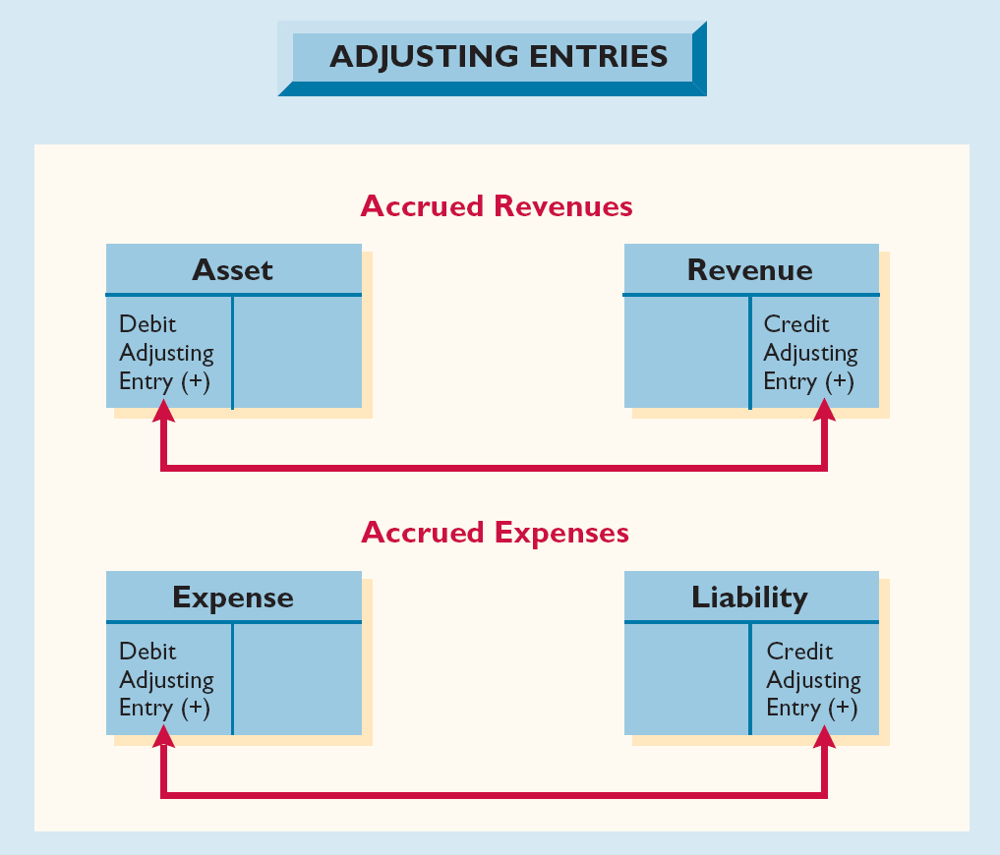 ADJUSTING ENTRIES
Accrued Revenues
Asset
Debit
Adjusting
Entry (+)
Revenue
Credit
Adjusting
Entry (+)
Accrued Expenses
Expense
Debit
Adjusting
Entry (+)
Liability
Credit
Adjusting
Entry (+)